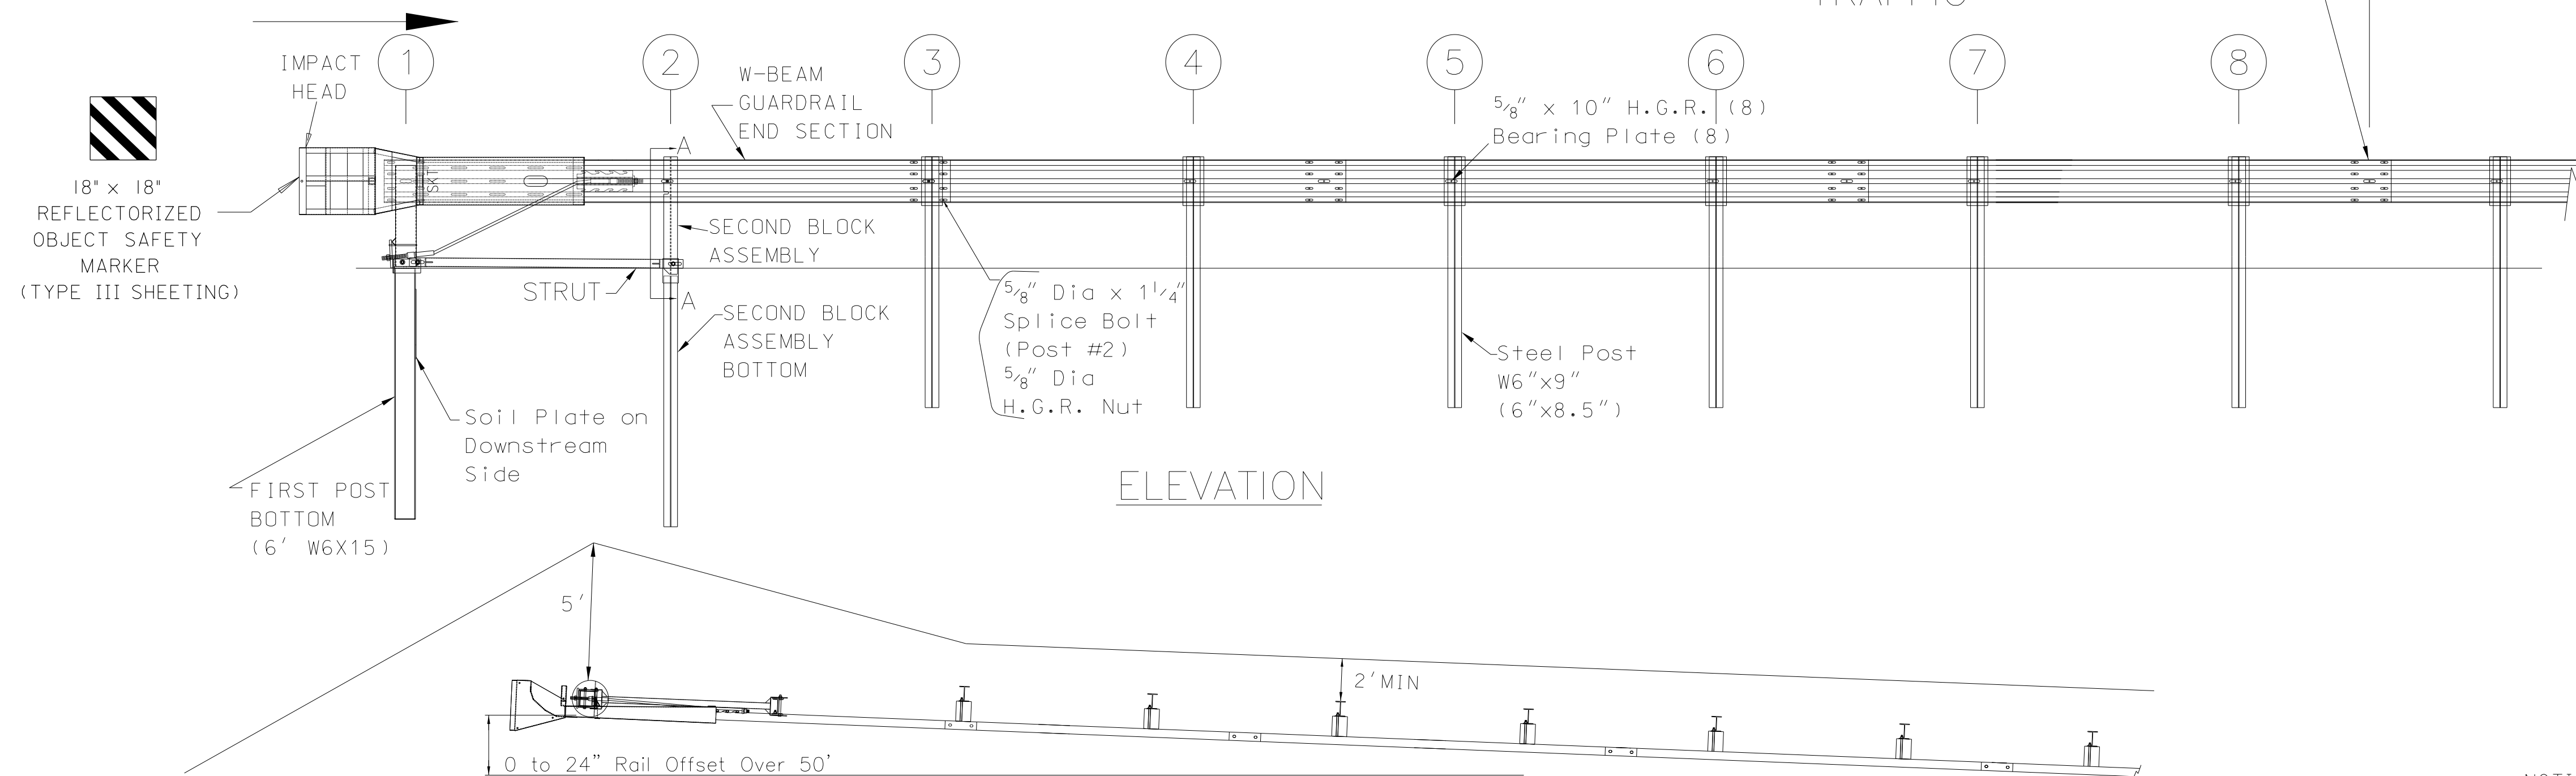 TRAFFIC
1
2
3
4
5
6
7
8
IMPACT
HEAD
W-BEAM
GUARDRAIL
END SECTION
5/8" x 10" H.G.R. (8)
Bearing Plate (8)
18" x 18"
REFLECTORIZED
OBJECT SAFETY
MARKER
(TYPE III SHEETING)
SKT
A
SECOND BLOCK
ASSEMBLY
STRUT
A
SECOND BLOCK
ASSEMBLY
BOTTOM
5/8" Dia x 1 1/4"
Splice Bolt
(Post #2)
5/8" Dia
H.G.R. Nut
Steel Post
W6"x9"
(6"x8.5")
Soil Plate on
Downstream
Side
FIRST POST
BOTTOM
(6' W6X15)
ELEVATION
5'
2'MIN
0 to 24" Rail Offset Over 50'